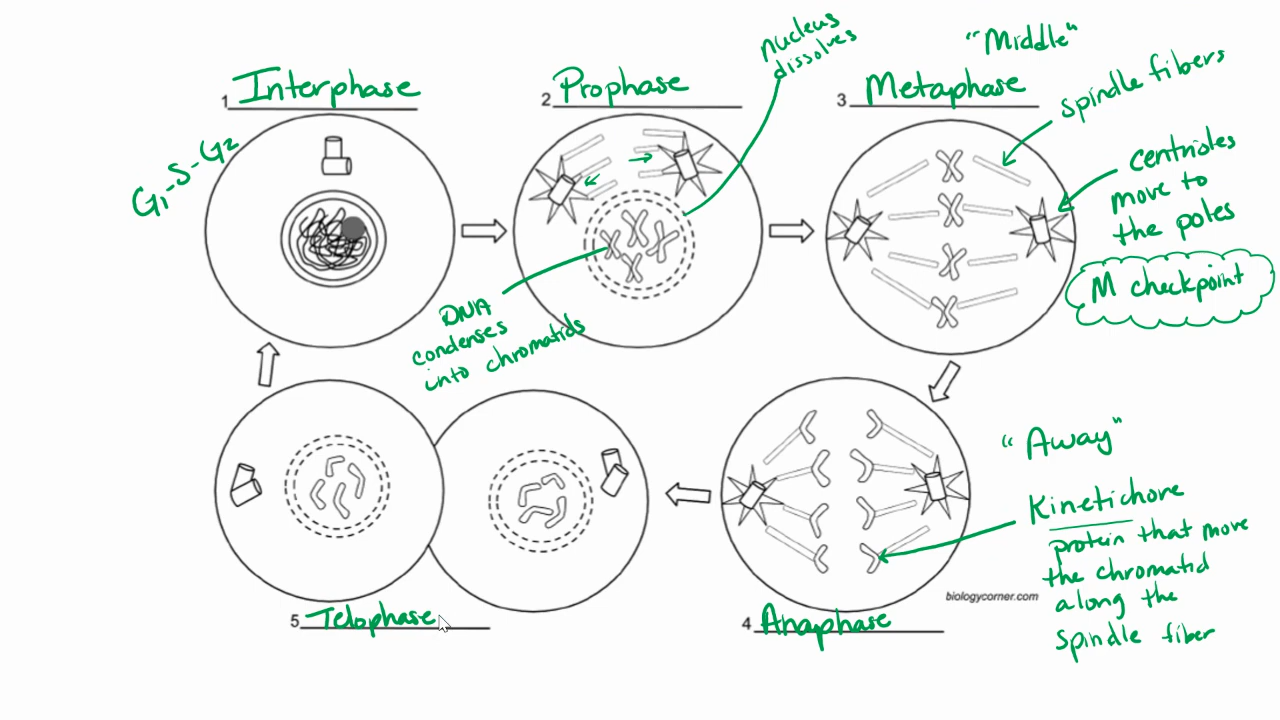 1 Interphase
G1-S-G2
2 Prophase
nucleus
dissolves
DNA
condenses
into chromatids
"Middle"
3 Metaphase
spindle fibers
centrioles
move to
the poles
M checkpoint
"Away"
Kinetichore
protein that move
the chromatid
along the
spindle fiber
biologycorner.com
4 Anaphase
5 Telophase